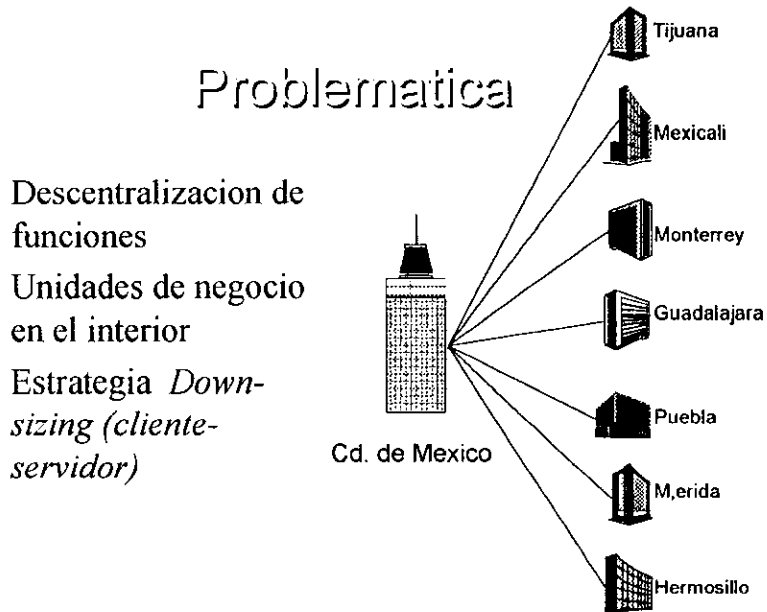 Problematica
Descentralizacion de
funciones
Unidades de negocio
en el interior
Estrategia Down-
sizing (cliente-
servidor)
Cd. de Mexico
Tijuana
Mexicali
Monterrey
Guadalajara
Puebla
M,erida
Hermosillo